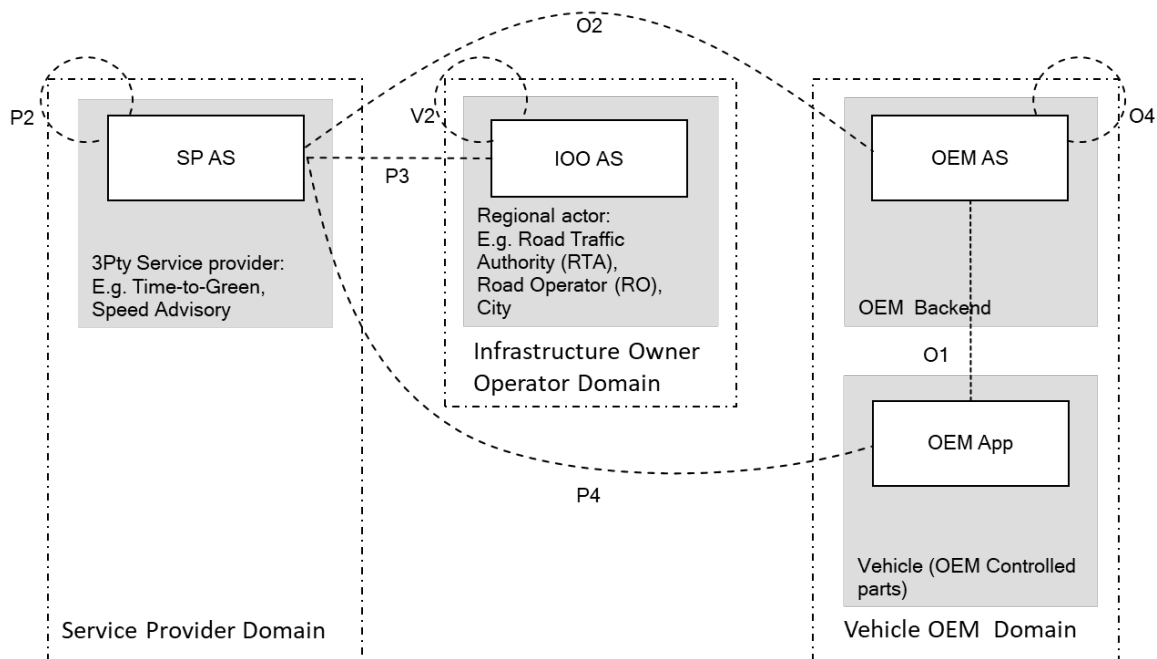 O2
P2
V2
O4
SP AS
IOO AS
OEM AS
P3
Regional actor:
E.g. Road Traffic
Authority (RTA),
Road Operator (RO),
City
3Pty Service provider:
E.g. Time-to-Green,
Speed Advisory
OEM Backend
Infrastructure Owner
Operator Domain
O1
OEM App
P4
Vehicle (OEM Controlled
parts)
Service Provider Domain
Vehicle OEM Domain